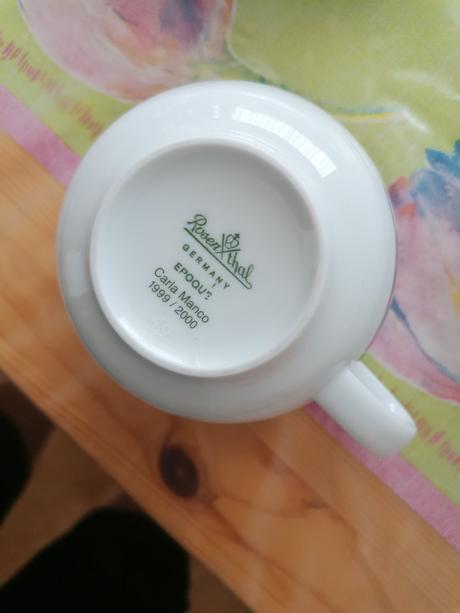 Rosenthal
GERMANY
EPOQUE
Carla Manco
1999/2000